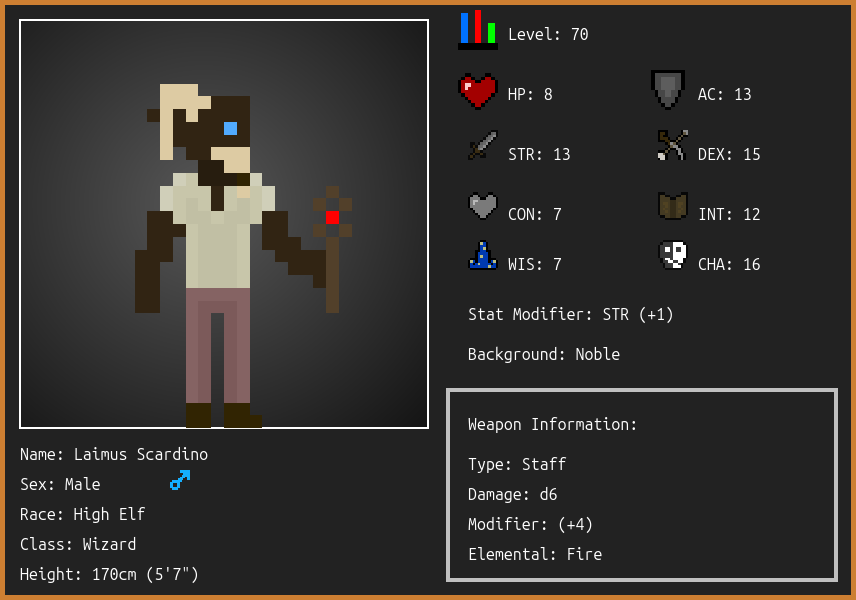 Level: 70
HP: 8
AC: 13
STR: 13
DEX: 15
CON: 7
INT: 12
WIS: 7
CHA: 16
Stat Modifier: STR (+1)
Background: Noble
Weapon Information:
Type: Staff
Damage: d6
Modifier: (+4)
Elemental: Fire
Name: Laimus Scardino
Sex: Male
Race: High Elf
Class: Wizard
Height: 170cm (5'7")